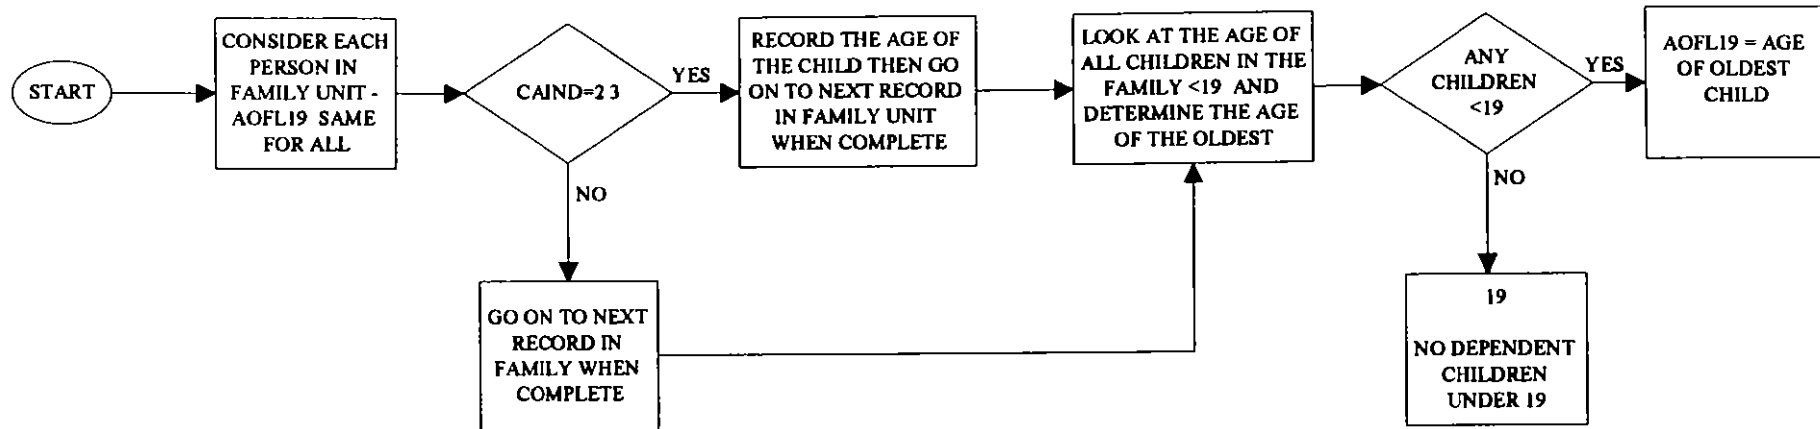 START
CONSIDER EACH
PERSON IN
FAMILY UNIT -
AOFL19 SAME
FOR ALL
CAIND=2 3
YES
NO
RECORD THE AGE OF
THE CHILD THEN GO
ON TO NEXT RECORD
IN FAMILY UNIT
WHEN COMPLETE
GO ON TO NEXT
RECORD IN
FAMILY WHEN
COMPLETE
LOOK AT THE AGE OF
ALL CHILDREN IN THE
FAMILY <19 AND
DETERMINE THE AGE
OF THE OLDEST
ANY
CHILDREN
<19
YES
NO
AOFL19 = AGE
OF OLDEST
CHILD
19
NO DEPENDENT
CHILDREN
UNDER 19